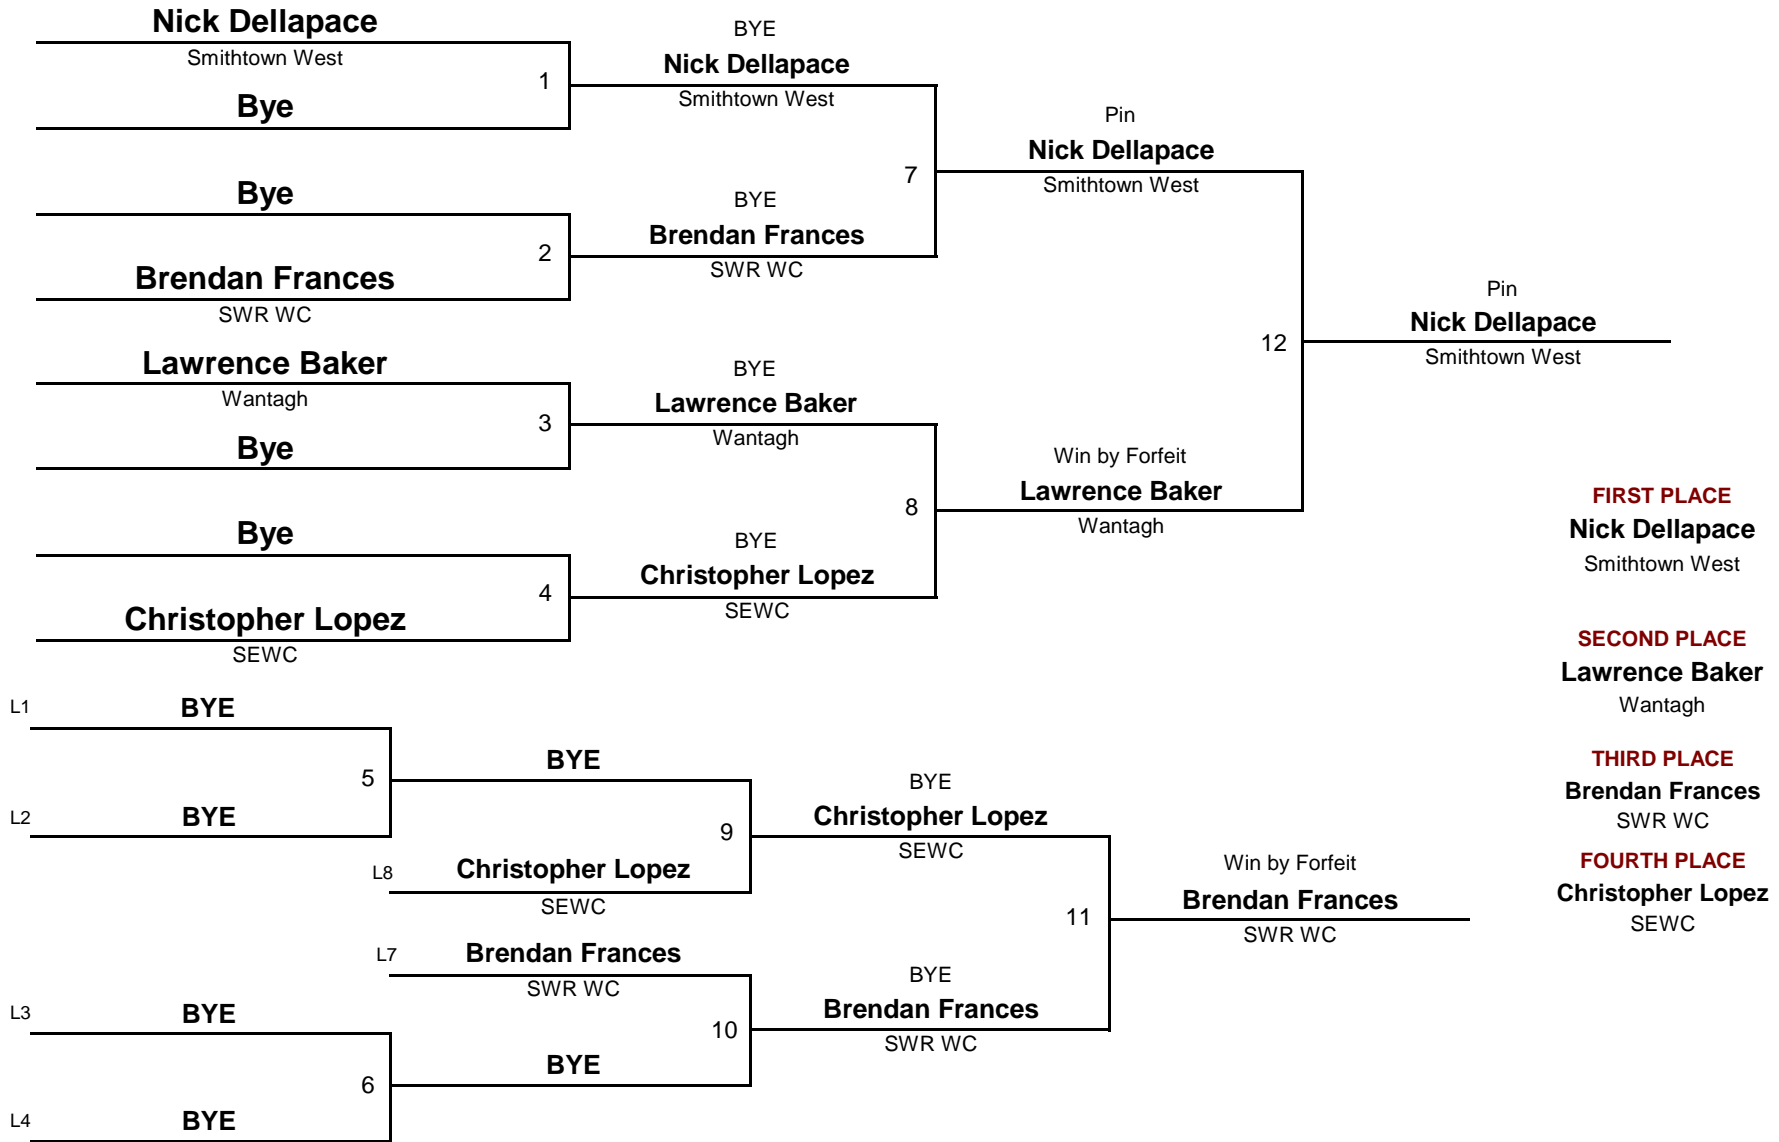 Nick Dellapace
Smithtown West
1
Bye
BYE
Nick Dellapace
Smithtown West
Bye
2
Brendan Frances
SWR WC
BYE
Brendan Frances
SWR WC
7
Pin
Nick Dellapace
Smithtown West
Lawrence Baker
Wantagh
3
Bye
BYE
Lawrence Baker
Wantagh
Bye
4
Christopher Lopez
SEWC
BYE
Christopher Lopez
SEWC
8
Win by Forfeit
Lawrence Baker
Wantagh
12
Pin
Nick Dellapace
Smithtown West
FIRST PLACE
Nick Dellapace
Smithtown West
SECOND PLACE
Lawrence Baker
Wantagh
THIRD PLACE
Brendan Frances
SWR WC
FOURTH PLACE
Christopher Lopez
SEWC
L1
BYE
5
L2
BYE
BYE
9
L8
Christopher Lopez
SEWC
BYE
Christopher Lopez
SEWC
L7
Brendan Frances
SWR WC
10
L3
BYE
6
L4
BYE
BYE
BYE
Brendan Frances
SWR WC
11
Win by Forfeit
Brendan Frances
SWR WC